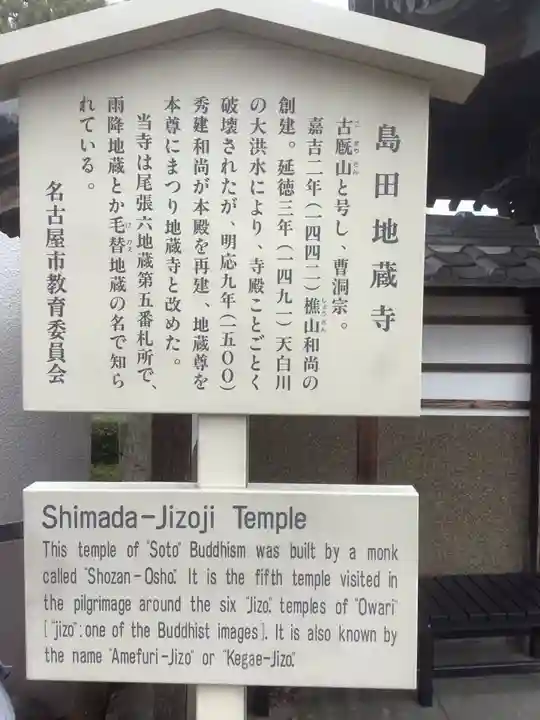 島田地蔵寺
古厩山と号し、曹洞宗。
嘉吉二年（一四四二）樵山和尚の
創建。延徳三年（一四九一）天白川
の大洪水により、寺殿ことごとく
破壊されたが、明応九年（一五〇〇）
秀建和尚が本殿を再建、地蔵尊を
本尊にまつり地蔵寺と改めた。
当寺は尾張六地蔵第五番札所で、
雨降地蔵とか毛替地蔵の名で知ら
れている。
名古屋市教育委員会
Shimada-Jizoji Temple
This temple of "Soto" Buddhism was built by a monk
called "Shozan-Osho." It is the fifth temple visited in
the pilgrimage around the six "Jizo," temples of "Owari"
["jizo": one of the Buddhist images]. It is also known by
the name "Amefuri-Jizo" or "Kegae-Jizo."